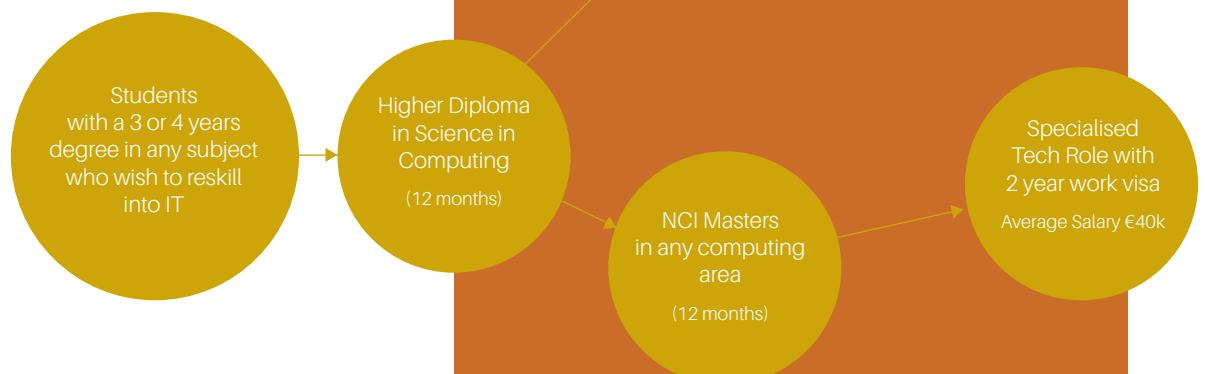 Students
with a 3 or 4 years
degree in any subject
who wish to reskill
into IT
Higher Diploma
in Science in
Computing
(12 months)
NCI Masters
in any computing
area
(12 months)
Specialised
Tech Role with
2 year work visa
Average Salary €40k